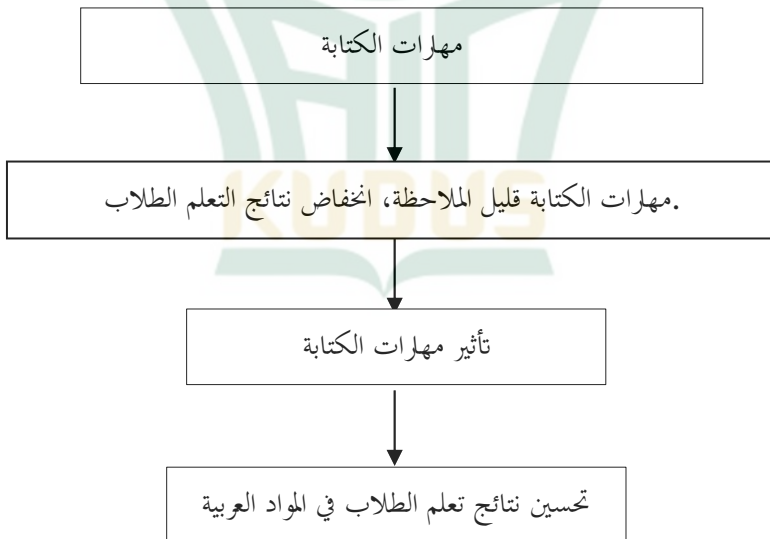 مهارات الكتابة
مهارات الكتابة قليل الملاحظة، انخفاض نتائج التعلم الطلاب.
KUDUS
تأثير مهارات الكتابة
تحسين نتائج تعلم الطلاب في المواد العربية